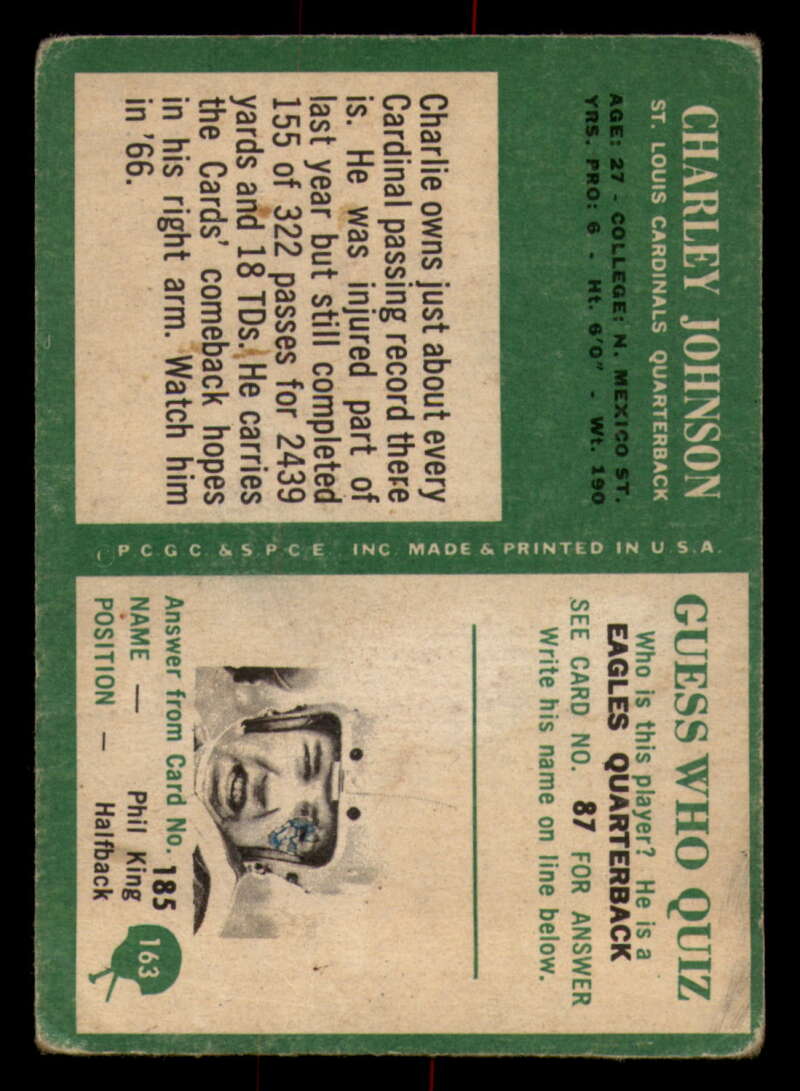 CHARLEY JOHNSON
ST. LOUIS CARDINALS QUARTERBACK
AGE: 27 - COLLEGE: N. MEXICO ST.
YRS. PRO: 6 - Ht. 6'0" - Wt. 190
Charlie owns just about every
Cardinal passing record there
is. He was injured part of
last year but still completed
155 of 322 passes for 2439
yards and 18 TDs. He carries
the Cards' comeback hopes
in his right arm. Watch him
in '66.
©P.C.G.C. & S.P.C.E. INC. MADE & PRINTED IN U.S.A.
GUESS WHO QUIZ
Who is this player? He is a
EAGLES QUARTERBACK
SEE CARD NO. 87 FOR ANSWER
Write his name on line below.
Answer from Card No. 185
NAME — Phil King
POSITION — Halfback
163